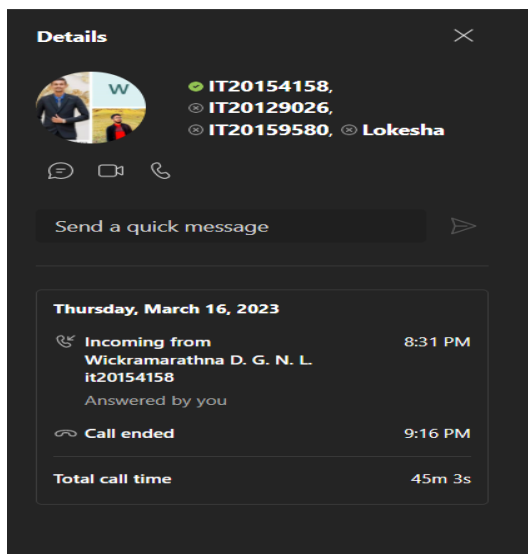 Details
W
IT20154158,
IT20129026,
IT20159580, Lokesha
Send a quick message
Thursday, March 16, 2023
Incoming from 8:31 PM
Wickramarathna D. G. N. L.
it20154158
Answered by you
Call ended 9:16 PM
Total call time 45m 3s